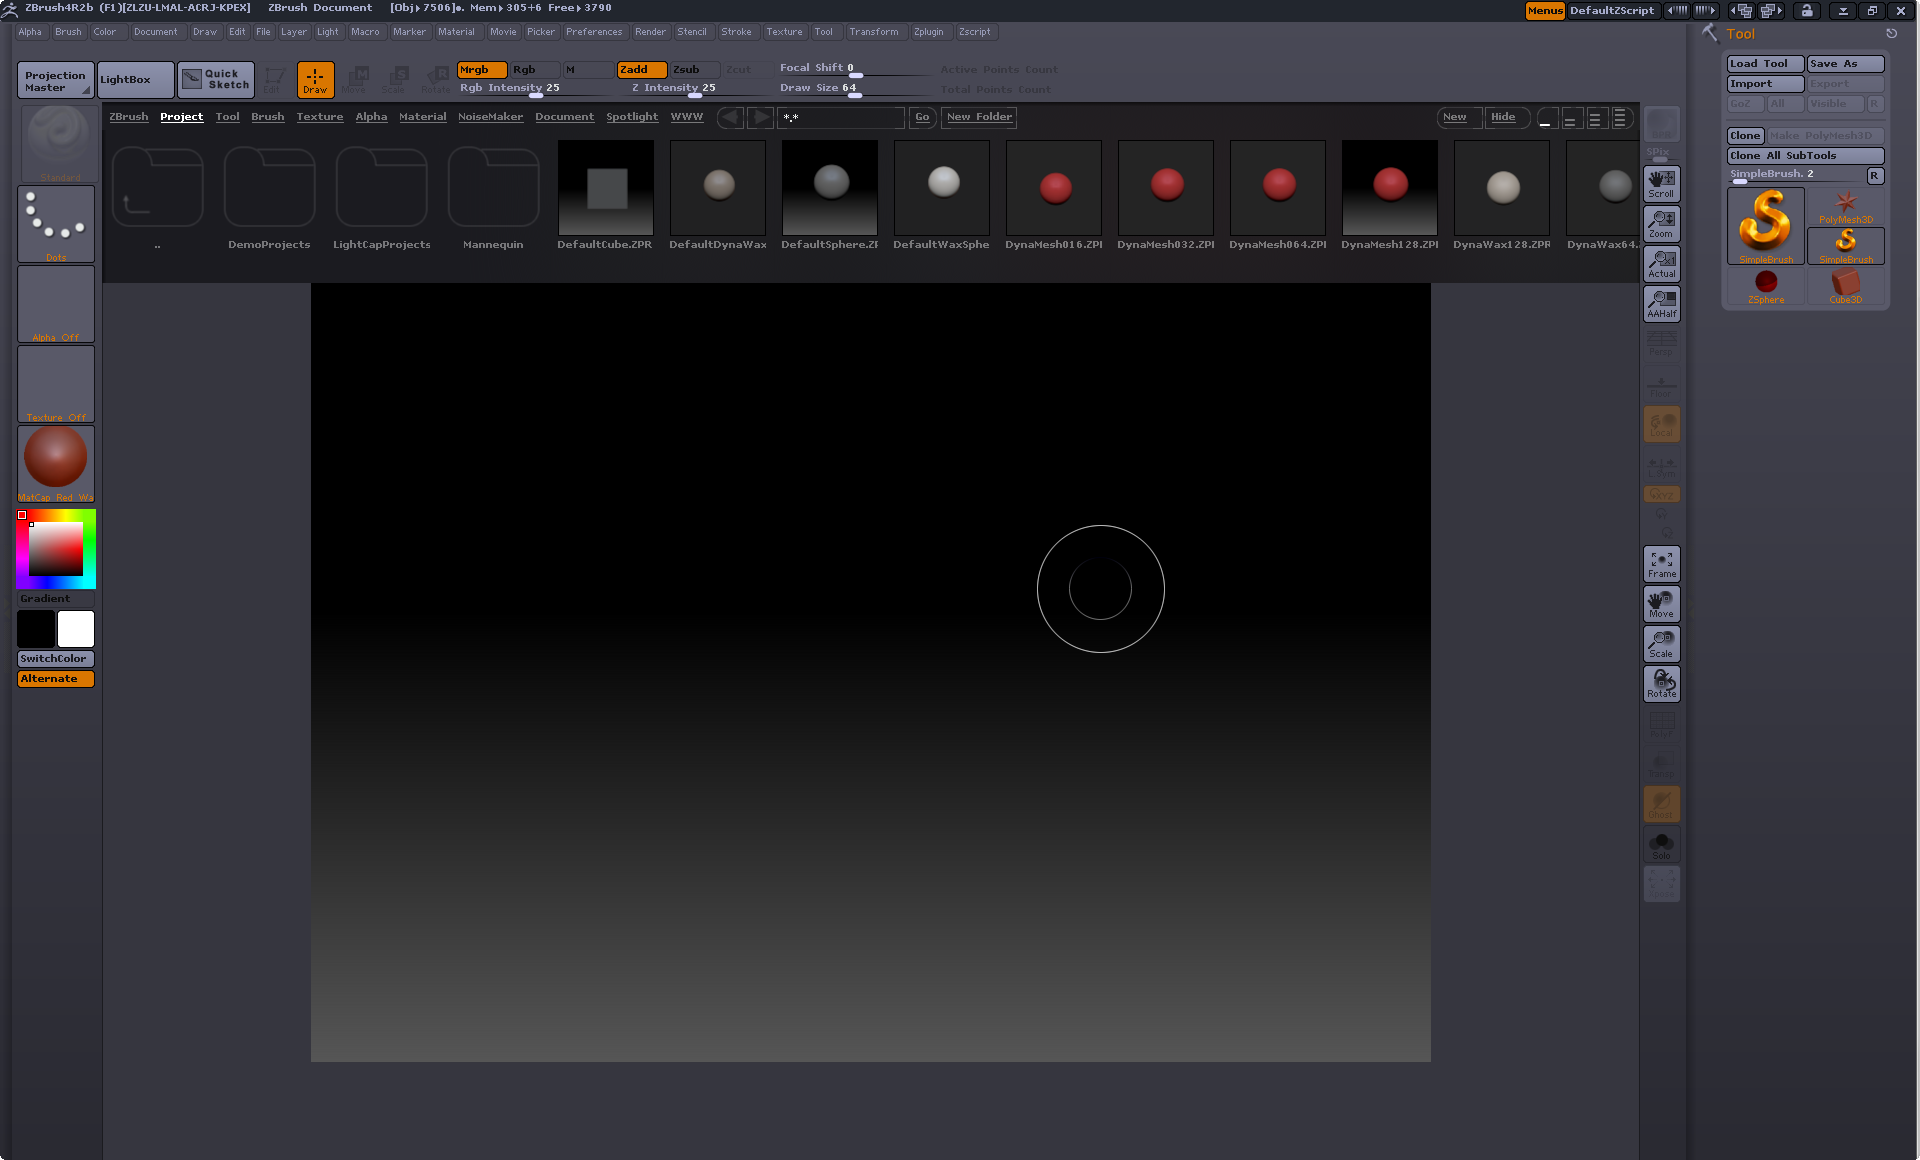 ZBrush4R2b (F1)[ZLZU-LMAL-ACRJ-KPEX] ZBrush Document [Obj▸7506]●. Mem▸305+6 Free▸3790
Menus DefaultZScript
Alpha Brush Color Document Draw Edit File Layer Light Macro Marker Material Movie Picker Preferences Render Stencil Stroke Texture Tool Transform Zplugin Zscript
Tool
Projection Master
LightBox
Quick Sketch
Edit Draw Move Scale Rotate
Mrgb Rgb M Zadd Zsub Zcut
Focal Shift 0
Active Points Count
Rgb Intensity 25 Z Intensity 25 Draw Size 64
Total Points Count
Load Tool Save As
Import Export
GoZ All Visible R
Clone Make PolyMesh3D
Clone All SubTools
SimpleBrush. 2 R
SimpleBrush
PolyMesh3D
SimpleBrush
ZSphere
Cube3D
ZBrush Project Tool Brush Texture Alpha Material NoiseMaker Document Spotlight WWW *.* Go New Folder New Hide
.. DemoProjects LightCapProjects Mannequin DefaultCube.ZPR DefaultDynaWax DefaultSphere.ZF DefaultWaxSphe DynaMesh016.ZPI DynaMesh032.ZPI DynaMesh064.ZPI DynaMesh128.ZPI DynaWax128.ZPR DynaWax64.
Standard
Dots
Alpha Off
Texture Off
MatCap Red Wa
Gradient
SwitchColor
Alternate
SPix
Scroll
Zoom
Actual
AAHalf
Persp
Floor
Local
L.Sym
XYZ
Frame
Move
Scale
Rotate
Ghost
Solo